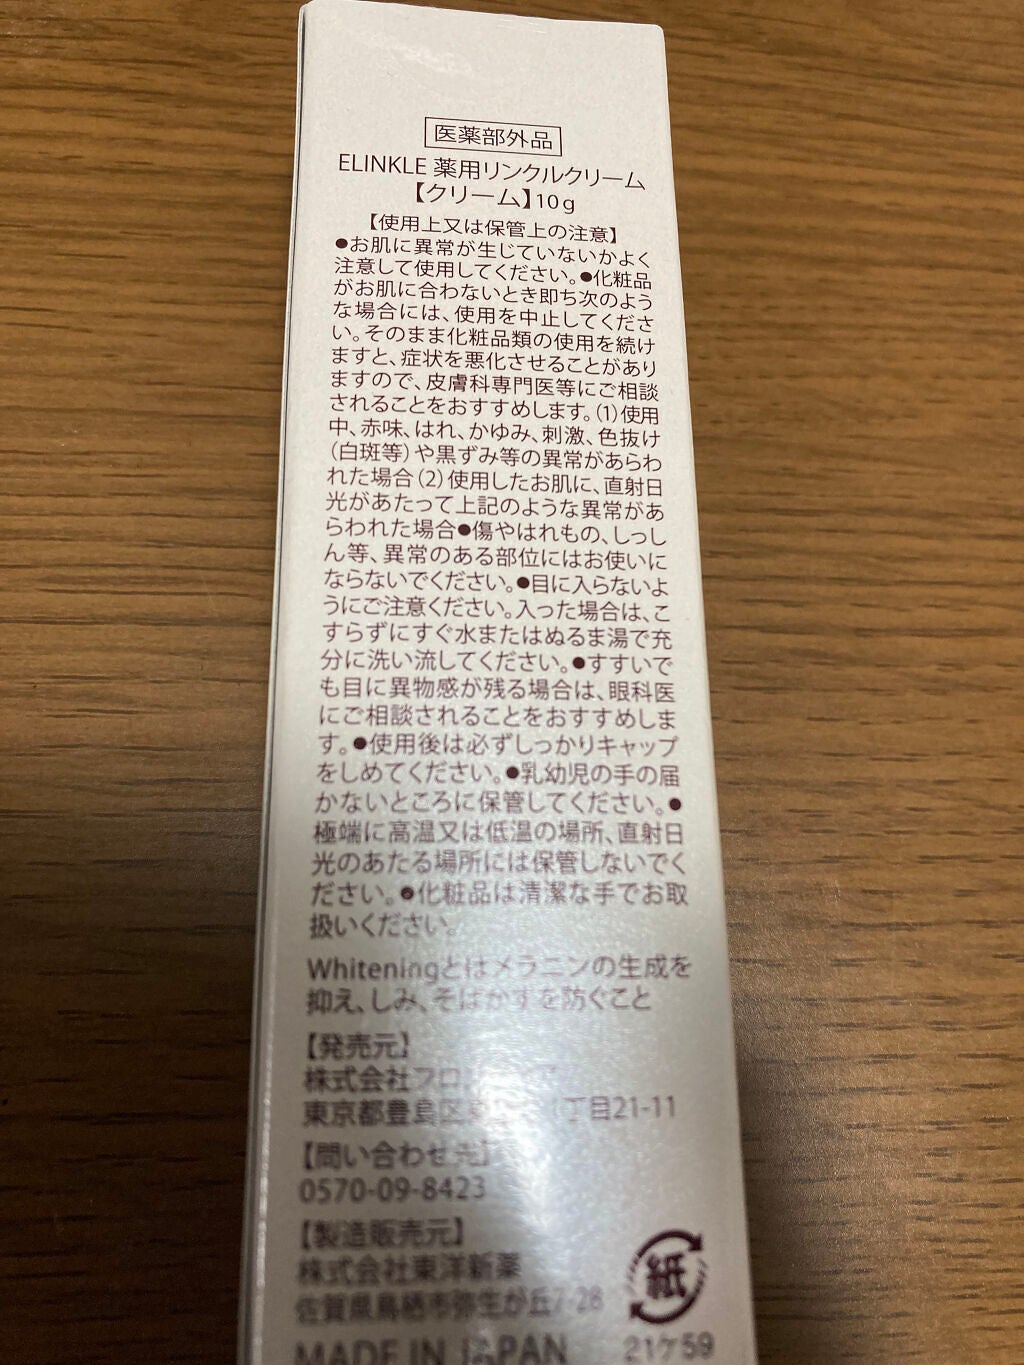 医薬部外品
ELINKLE 薬用リンクルクリーム
【クリーム】10g
【使用上又は保管上の注意】
●お肌に異常が生じていないかよく
注意して使用してください。●化粧品
がお肌に合わないとき即ち次のよう
な場合には、使用を中止してくださ
い。そのまま化粧品類の使用を続け
ますと、症状を悪化させることがあり
ますので、皮膚科専門医等にご相談
されることをおすすめします。(1)使用
中、赤味、はれ、かゆみ、刺激、色抜け
(白斑等)や黒ずみ等の異常があらわ
れた場合(2)使用したお肌に、直射日
光があたって上記のような異常があ
らわれた場合●傷やはれもの、しっし
ん等、異常のある部位にはお使いに
ならないでください。●目に入らないよ
うにご注意ください。入った場合は、こ
すらずにすぐ水またはぬるま湯で充
分に洗い流してください。●すすいで
も目に異物感が残る場合は、眼科医
にご相談されることをおすすめしま
す。●使用後は必ずしっかりキャップ
をしめてください。●乳幼児の手の届
かないところに保管してください。●
極端に高温又は低温の場所、直射日
光のあたる場所には保管しないでく
ださい。●化粧品は清潔な手でお取
扱いください。
Whiteningとはメラニンの生成を
抑え、しみ、そばかすを防ぐこと
【発売元】
株式会社フロ
東京都豊島区 丁目21-11
【問い合わせ先】
0570-09-8423
【製造販売元】
株式会社東洋新薬
佐賀県鳥栖市弥生が丘7-28
MADE IN JAPAN
紙
21ケ59